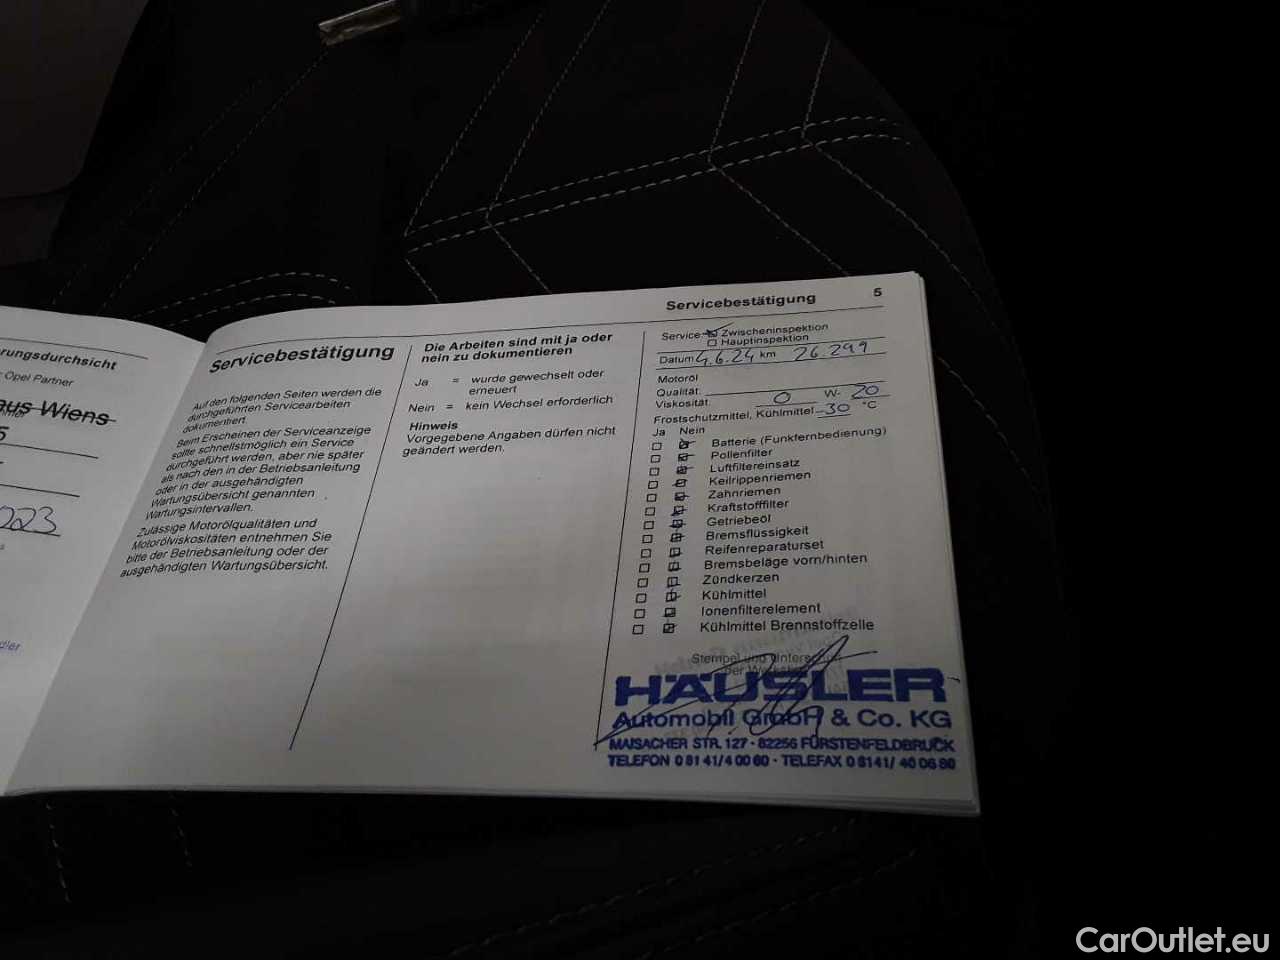 rungsdurchsicht
Opel Partner
aus Wiens
5
023
Servicebestätigung
Auf den folgenden Seiten werden die
durchgeführten Servicearbeiten
dokumentiert.
Beim Erscheinen der Serviceanzeige
sollte schnellstmöglich ein Service
durchgeführt werden, aber nie später
als nach den in der Betriebsanleitung
oder in der ausgehändigten
Wartungsübersicht genannten
Wartungsintervallen.
Zulässige Motorölqualitäten und
Motorölviskositäten entnehmen Sie
bitte der Betriebsanleitung oder der
ausgehändigten Wartungsübersicht.
Die Arbeiten sind mit ja oder
nein zu dokumentieren
Ja = wurde gewechselt oder
erneuert
Nein = kein Wechsel erforderlich
Hinweis
Vorgegebene Angaben dürfen nicht
geändert werden.
Servicebestätigung 5
Service: Zwischeninspektion
Hauptinspektion
Datum 4.6.24 km 26.299
Motoröl
Qualität:
Viskosität: 0 W- 20
Frostschutzmittel, Kühlmittel -30 °C
Ja Nein
Batterie (Funkfernbedienung)
Pollenfilter
Luftfiltereinsatz
Keilrippenriemen
Zahnriemen
Kraftstofffilter
Getriebeöl
Bremsflüssigkeit
Reifenreparaturset
Bremsbeläge vorn/hinten
Zündkerzen
Kühlmittel
Ionenfilterelement
Kühlmittel Brennstoffzelle
Stempel und
der
HÄUSLER
Automobil GmbH & Co. KG
MAISACHER STR. 127 · 82256 FÜRSTENFELDBRUCK
TELEFON 0 81 41/4 00 60 · TELEFAX 0 8141/ 40 06 80
CarOutlet.eu